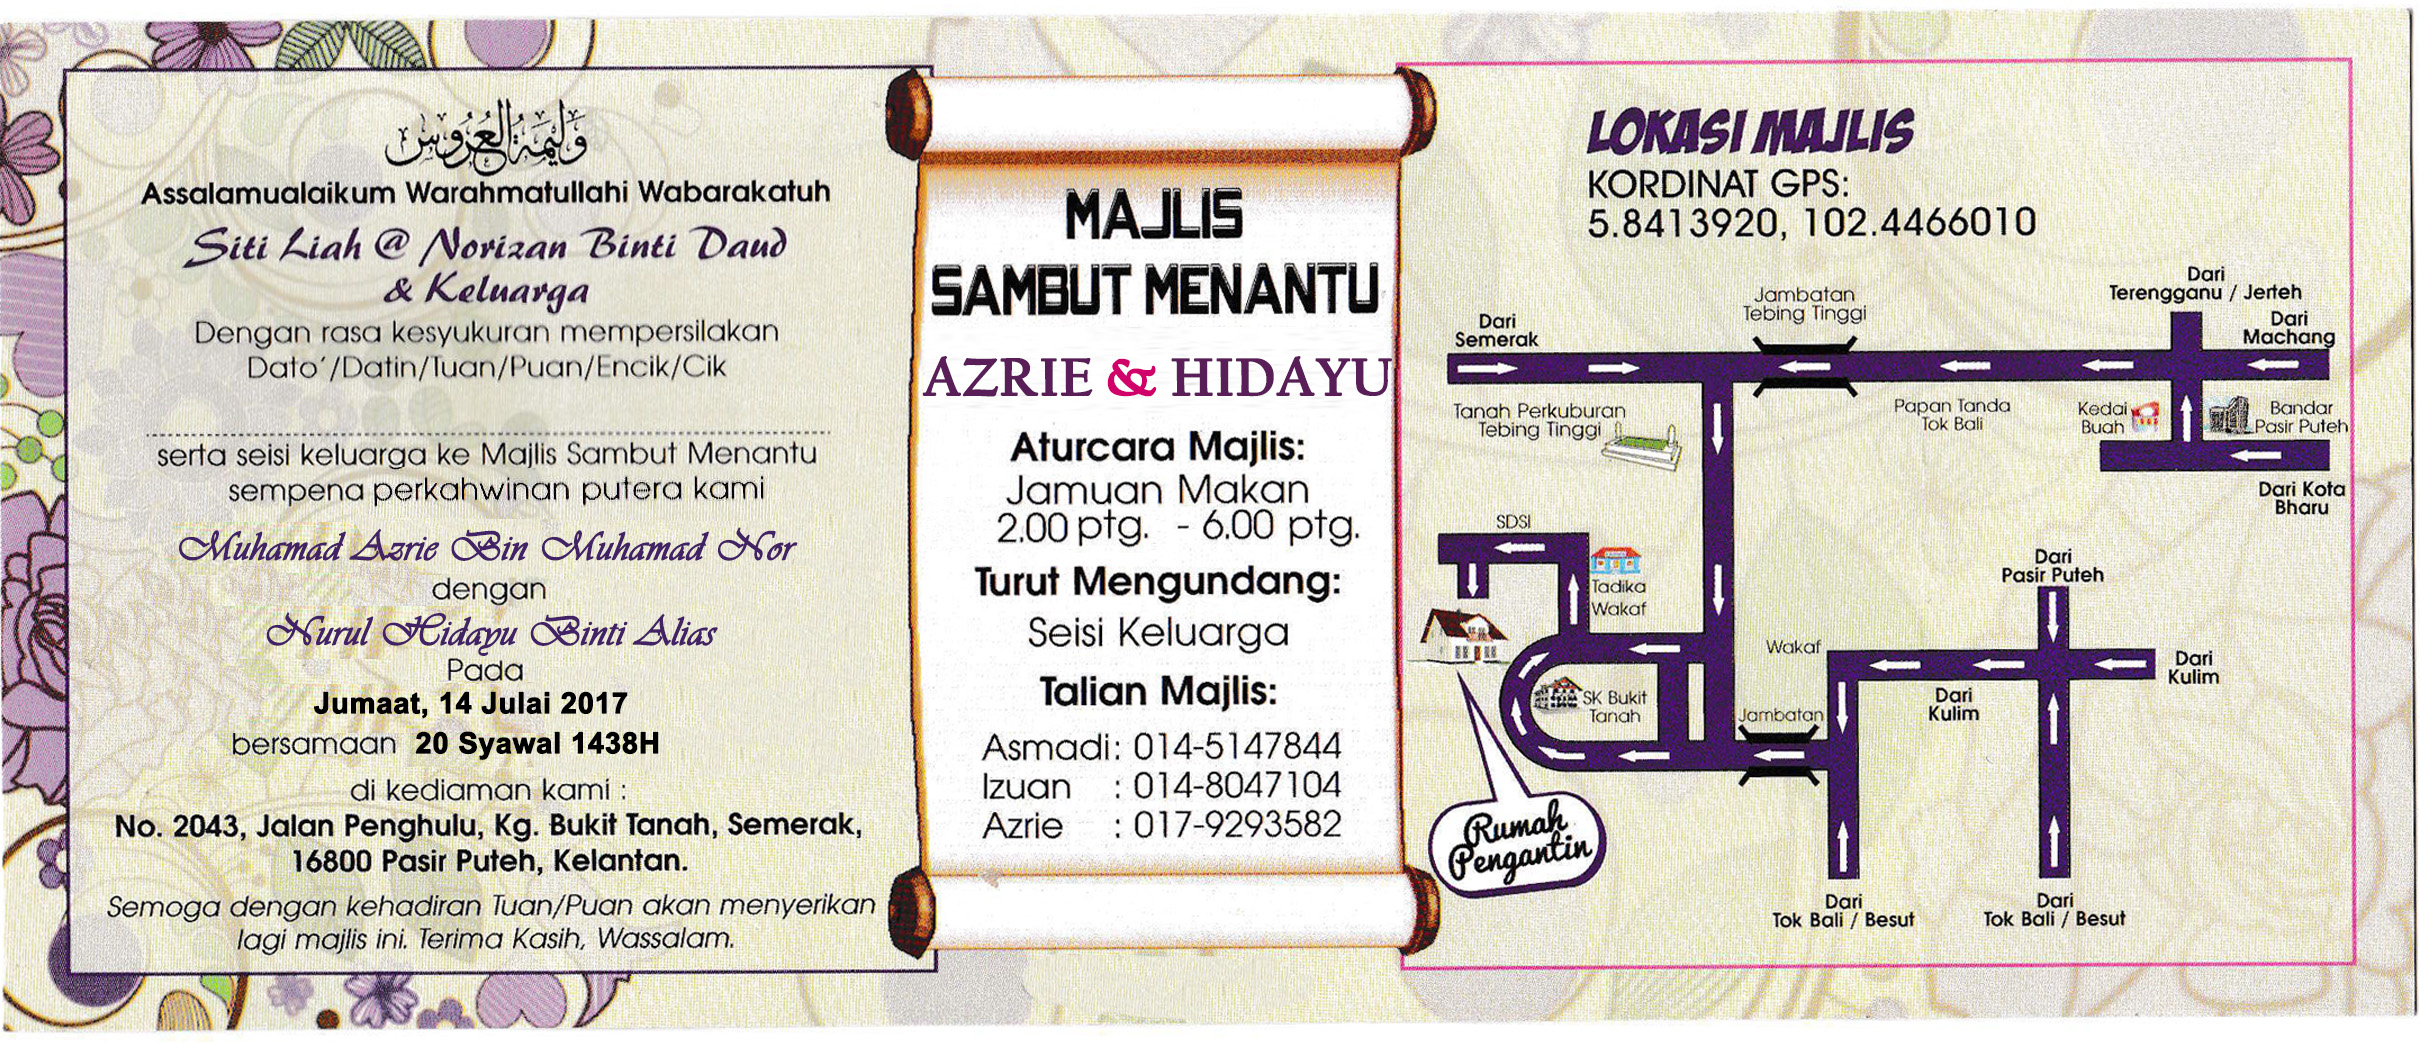 وليمة العروس
Assalamualaikum Warahmatullahi Wabarakatuh
Siti Liah @ Norizan Binti Daud
& Keluarga
Dengan rasa kesyukuran mempersilakan
Dato'/Datin/Tuan/Puan/Encik/Cik
serta seisi keluarga ke Majlis Sambut Menantu
sempena perkahwinan putera kami
Muhamad Azrie Bin Muhamad Nor
dengan
Nurul Hidayu Binti Alias
Pada
Jumaat, 14 Julai 2017
bersamaan 20 Syawal 1438H
di kediaman kami :
No. 2043, Jalan Penghulu, Kg. Bukit Tanah, Semerak,
16800 Pasir Puteh, Kelantan.
Semoga dengan kehadiran Tuan/Puan akan menyerikan
lagi majlis ini. Terima Kasih, Wassalam.
MAJLIS
SAMBUT MENANTU
AZRIE & HIDAYU
Aturcara Majlis:
Jamuan Makan
2.00 ptg. - 6.00 ptg.
Turut Mengundang:
Seisi Keluarga
Talian Majlis:
Asmadi: 014-5147844
Izuan : 014-8047104
Azrie : 017-9293582
LOKASI MAJLIS
KORDINAT GPS:
5.8413920, 102.4466010
Dari
Semerak
Jambatan
Tebing Tinggi
Dari
Terengganu / Jerteh
Dari
Machang
Tanah Perkuburan
Tebing Tinggi
Papan Tanda
Tok Bali
Kedai
Buah
Bandar
Pasir Puteh
Dari Kota
Bharu
SDSI
Tadika
Wakaf
Dari
Pasir Puteh
Wakaf
Dari
Kulim
Dari
Kulim
SK Bukit
Tanah
Jambatan
Rumah
Pengantin
Dari
Tok Bali / Besut
Dari
Tok Bali / Besut